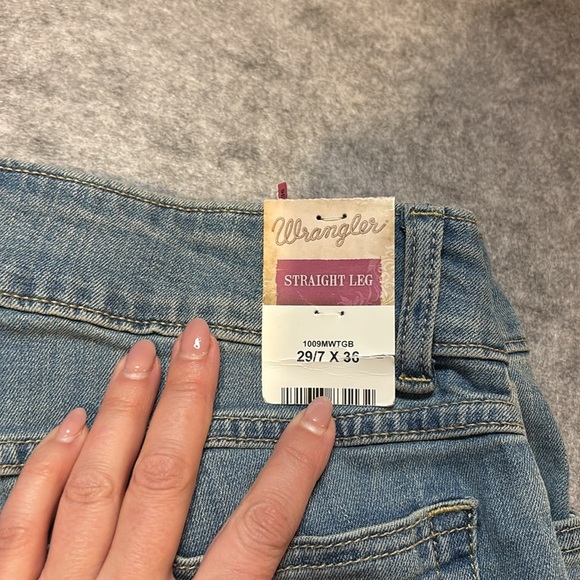 Wrangler
STRAIGHT LEG
1009MWTGB
29/7 X 36